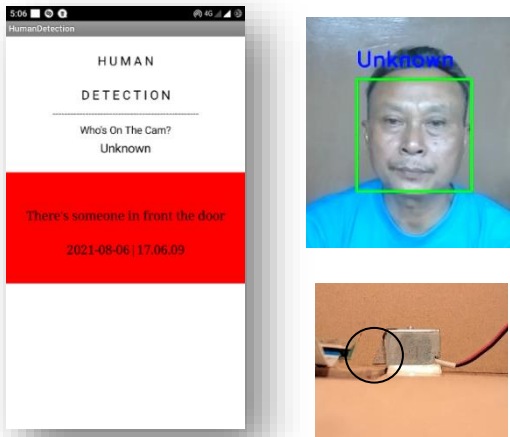 5:06
4G
HumanDetection
HUMAN
DETECTION
Who's On The Cam?
Unknown
There's someone in front the door
2021-08-06 | 17.06.09
Unknown